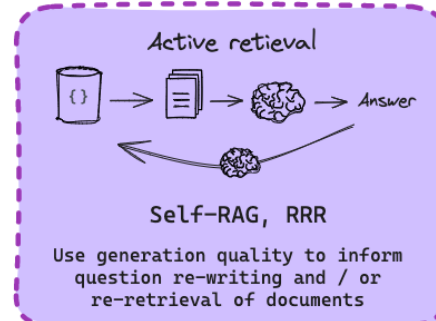 Active retieval
{}
Answer
Self-RAG, RRR
Use generation quality to inform
question re-writing and / or
re-retrieval of documents